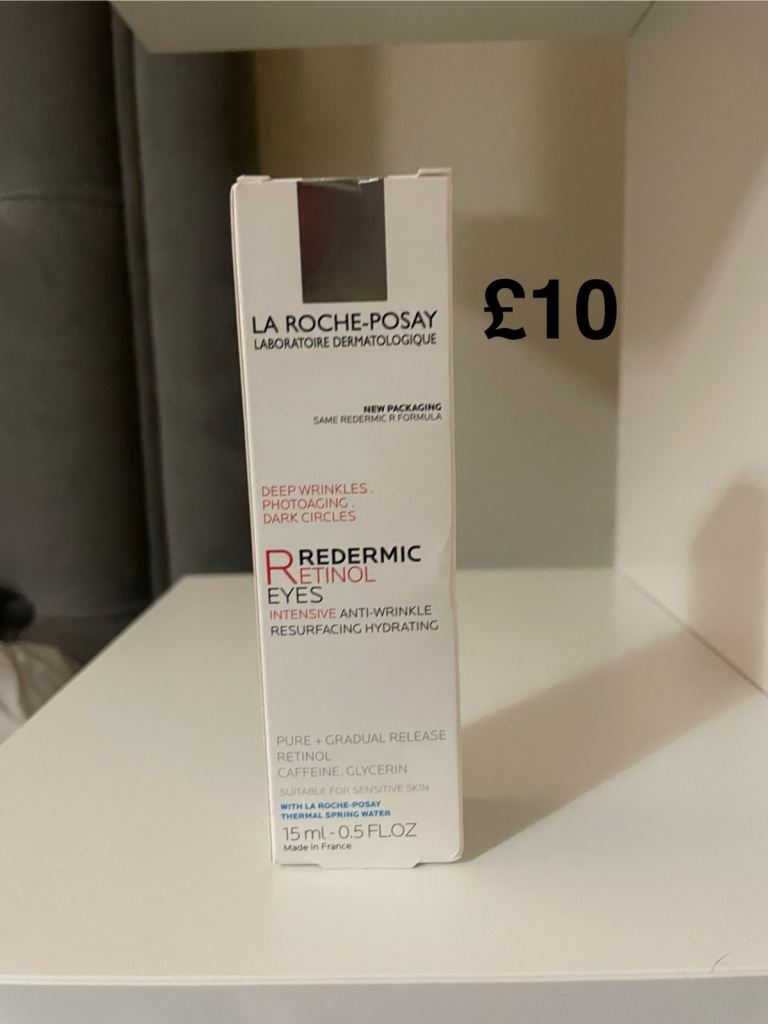 £10
LA ROCHE-POSAY
LABORATOIRE DERMATOLOGIQUE
NEW PACKAGING
SAME REDERMIC R FORMULA
DEEP WRINKLES .
PHOTOAGING .
DARK CIRCLES
REDERMIC
RETINOL
EYES
INTENSIVE ANTI-WRINKLE
RESURFACING HYDRATING
PURE + GRADUAL RELEASE
RETINOL
CAFFEINE. GLYCERIN
SUITABLE FOR SENSITIVE SKIN
WITH LA ROCHE-POSAY
THERMAL SPRING WATER
15 ml - 0.5 FL.OZ
Made in France